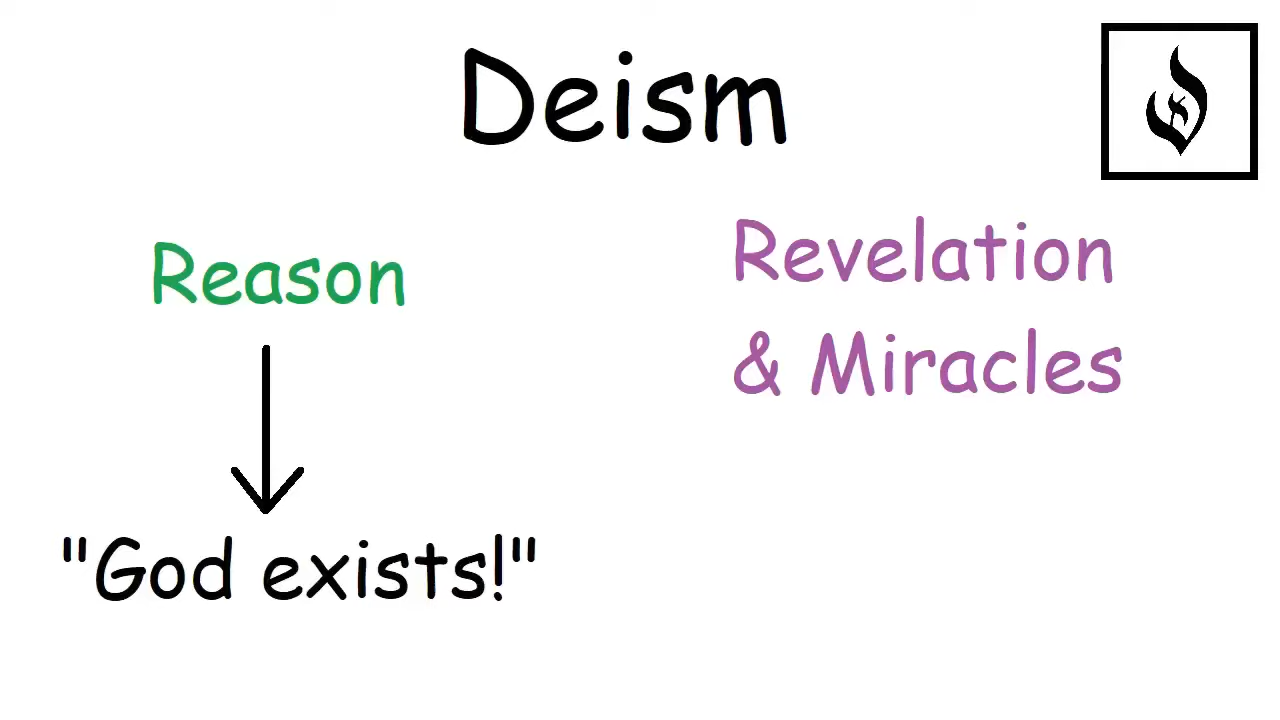 Deism
Reason
Revelation
& Miracles
"God exists!"